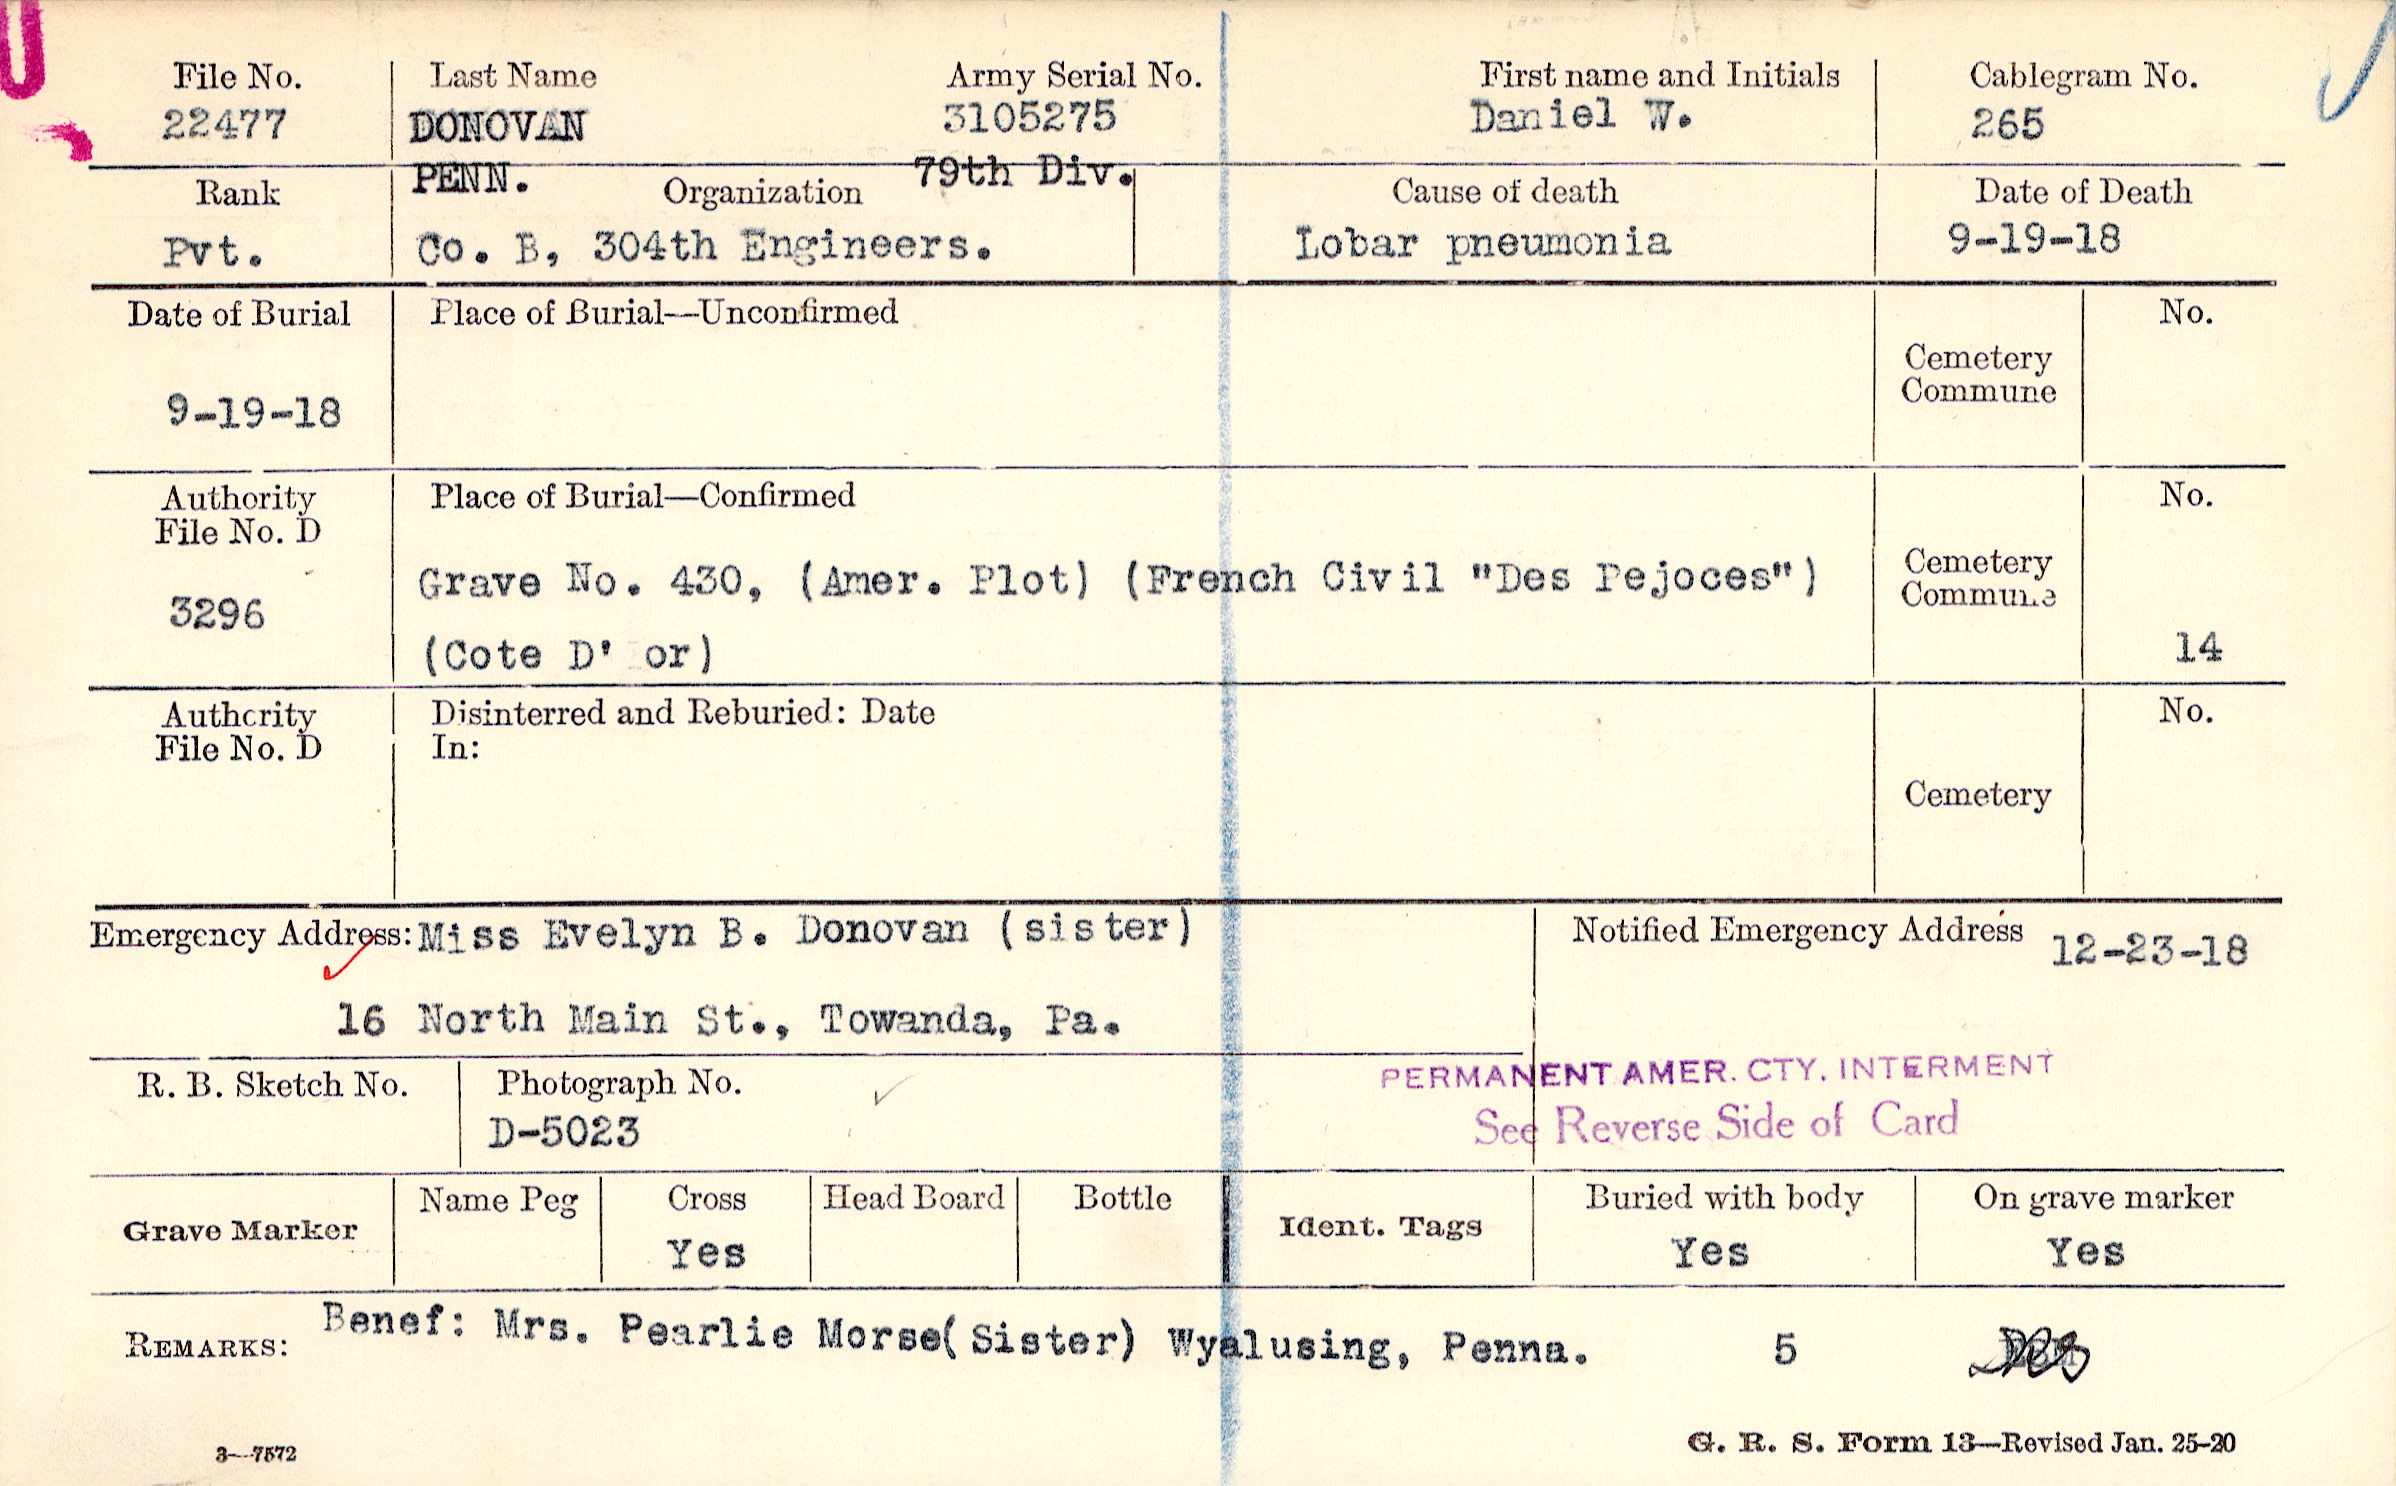 File No. Last Name Army Serial No. First name and Initials Cablegram No.
22477 DONOVAN 3105275 Daniel W. 265
PENN. 79th Div.
Rank Organization Cause of death Date of Death
Pvt. Co. B, 304th Engineers. Lobar pneumonia 9-19-18
Date of Burial Place of Burial—Unconfirmed No.
Cemetery
Commune
9-19-18
Authority Place of Burial—Confirmed No.
File No. D
Grave No. 430, (Amer. Plot) (French Civil "Des Pejoces") Cemetery
3296 Commune
(Cote D' or) 14
Authority Disinterred and Reburied: Date No.
File No. D In:
Cemetery
Emergency Address: Miss Evelyn B. Donovan (sister) Notified Emergency Address 12-23-18
16 North Main St., Towanda, Pa.
PERMANENT AMER. CTY. INTERMENT
R. B. Sketch No. Photograph No.
D-5023 See Reverse Side of Card
Name Peg Cross Head Board Bottle Buried with body On grave marker
Grave Marker Ident. Tags
Yes Yes Yes
REMARKS: Benef: Mrs. Pearlie Morse(Sister) Wyalusing, Penna. 5
3—7572 G. R. S. Form 13—Revised Jan. 25-20